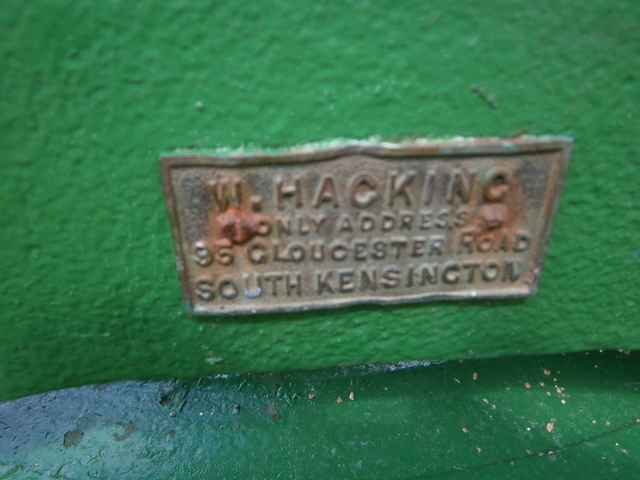 W. HACKING
ONLY ADDRESS
95 GLOUCESTER ROAD
SOUTH KENSINGTON